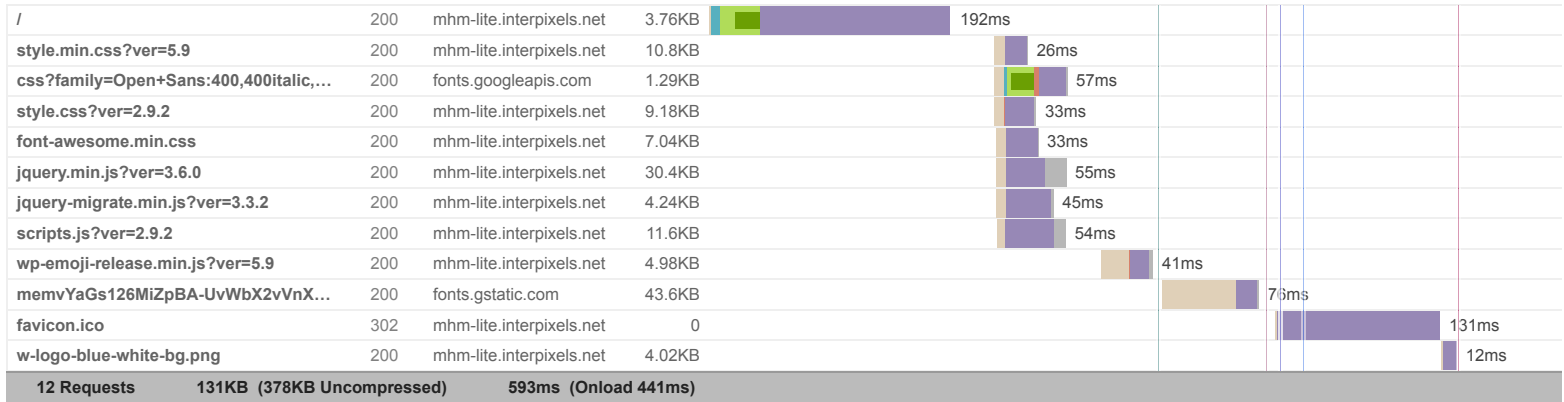 / 200 mhm-lite.interpixels.net 3.76KB 192ms
style.min.css?ver=5.9 200 mhm-lite.interpixels.net 10.8KB 26ms
css?family=Open+Sans:400,400italic,… 200 fonts.googleapis.com 1.29KB 57ms
style.css?ver=2.9.2 200 mhm-lite.interpixels.net 9.18KB 33ms
font-awesome.min.css 200 mhm-lite.interpixels.net 7.04KB 33ms
jquery.min.js?ver=3.6.0 200 mhm-lite.interpixels.net 30.4KB 55ms
jquery-migrate.min.js?ver=3.3.2 200 mhm-lite.interpixels.net 4.24KB 45ms
scripts.js?ver=2.9.2 200 mhm-lite.interpixels.net 11.6KB 54ms
wp-emoji-release.min.js?ver=5.9 200 mhm-lite.interpixels.net 4.98KB 41ms
memvYaGs126MiZpBA-UvWbX2vVnX… 200 fonts.gstatic.com 43.6KB 76ms
favicon.ico 302 mhm-lite.interpixels.net 0 131ms
w-logo-blue-white-bg.png 200 mhm-lite.interpixels.net 4.02KB 12ms
12 Requests 131KB (378KB Uncompressed) 593ms (Onload 441ms)